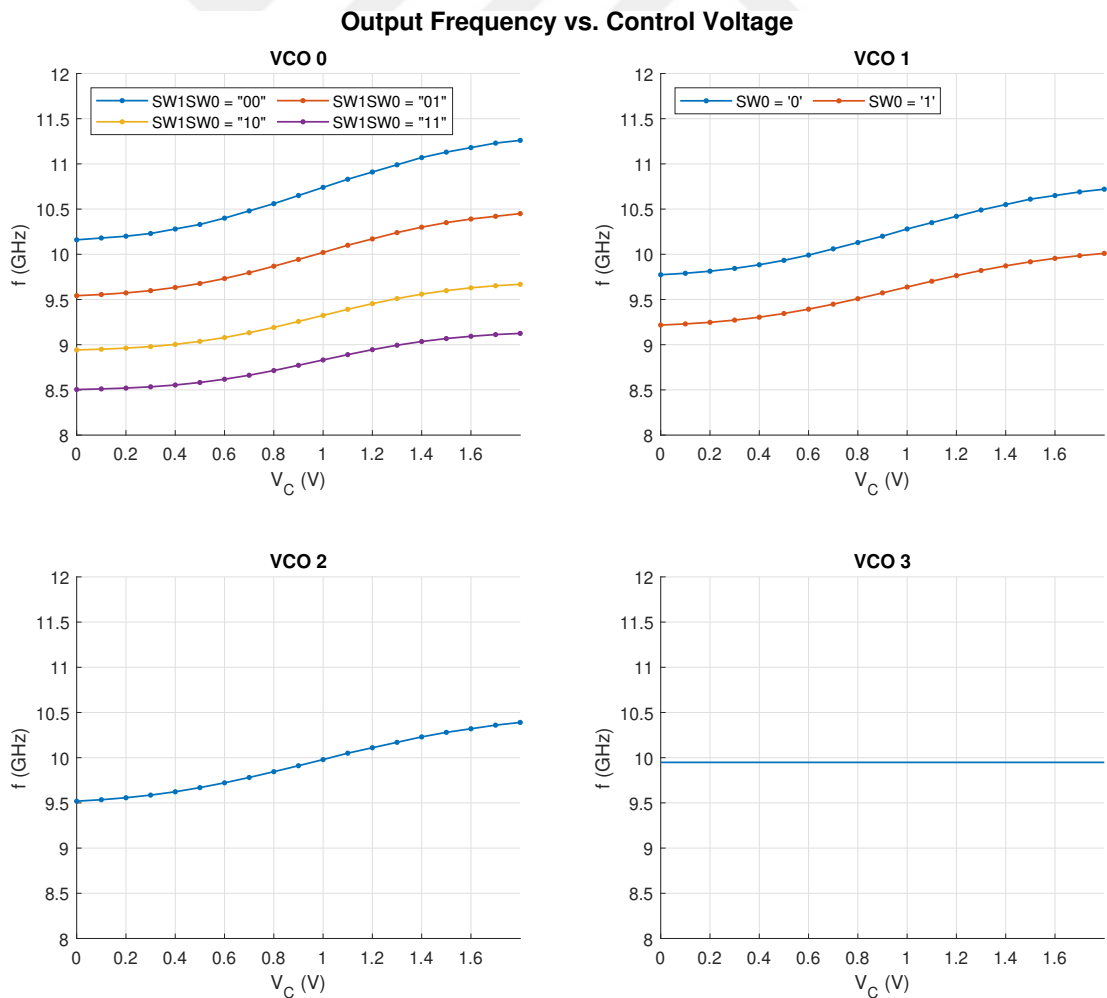 Output Frequency vs. Control Voltage
VCO 0
12
11.5
11
10.5
10
9.5
9
8.5
8
f (GHz)
SW1SW0 = "00" SW1SW0 = "01"
SW1SW0 = "10" SW1SW0 = "11"
0 0.2 0.4 0.6 0.8 1 1.2 1.4 1.6
V_C (V)
VCO 1
12
11.5
11
10.5
10
9.5
9
8.5
8
f (GHz)
SW0 = '0' SW0 = '1'
0 0.2 0.4 0.6 0.8 1 1.2 1.4 1.6
V_C (V)
VCO 2
12
11.5
11
10.5
10
9.5
9
8.5
8
f (GHz)
0 0.2 0.4 0.6 0.8 1 1.2 1.4 1.6
V_C (V)
VCO 3
12
11.5
11
10.5
10
9.5
9
8.5
8
f (GHz)
0 0.2 0.4 0.6 0.8 1 1.2 1.4 1.6
V_C (V)